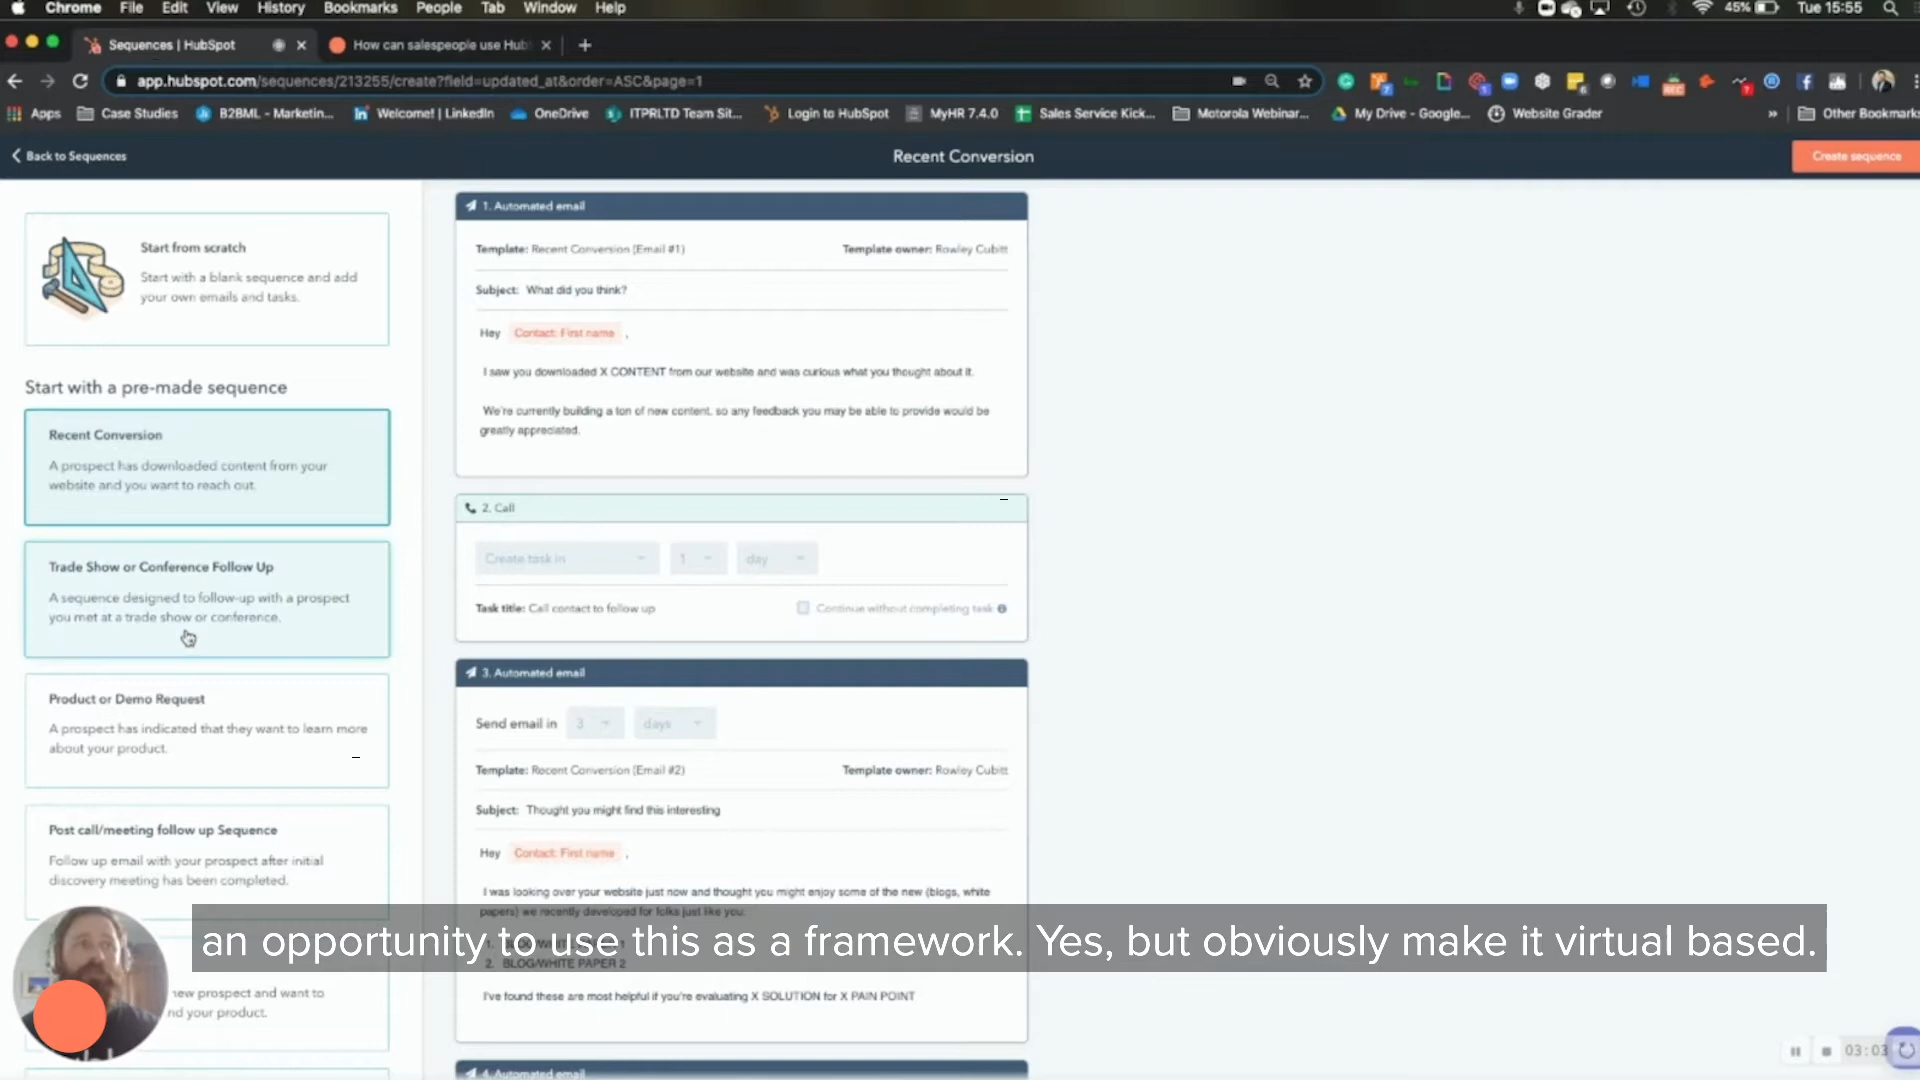 Chrome File Edit View History Bookmarks People Tab Window Help 45% Tue 15:55
Sequences | HubSpot How can salespeople use Hub
app.hubspot.com/sequences/213255/create?field=updated_at&order=ASC&page=1
Apps Case Studies B2BML - Marketin... Welcome! | LinkedIn OneDrive ITPRLTD Team Sit... Login to HubSpot MyHR 7.4.0 Sales Service Kick... Motorola Webinar... My Drive - Google... Website Grader » Other Bookmarks
Back to Sequences
Recent Conversion
Create sequence
Start from scratch
Start with a blank sequence and add
your own emails and tasks.
Start with a pre-made sequence
Recent Conversion
A prospect has downloaded content from your
website and you want to reach out.
Trade Show or Conference Follow Up
A sequence designed to follow-up with a prospect
you met at a trade show or conference.
Product or Demo Request
A prospect has indicated that they want to learn more
about your product.
Post call/meeting follow up Sequence
Follow up email with your prospect after initial
discovery meeting has been completed.
new prospect and want to
nd your product.
1. Automated email
Template: Recent Conversion (Email #1) Template owner: Rowley Cubitt
Subject: What did you think?
Hey Contact: First name ,
I saw you downloaded X CONTENT from our website and was curious what you thought about it.
We're currently building a ton of new content, so any feedback you may be able to provide would be
greatly appreciated.
2. Call
Create task in 1 day
Task title: Call contact to follow up Continue without completing task
3. Automated email
Send email in 3 days
Template: Recent Conversion (Email #2) Template owner: Rowley Cubitt
Subject: Thought you might find this interesting
Hey Contact: First name ,
I was looking over your website just now and thought you might enjoy some of the new (blogs, white
papers) we recently developed for folks just like you:
an opportunity to use this as a framework. Yes, but obviously make it virtual based.
2. BLOG/WHITE PAPER 2
I've found these are most helpful if you're evaluating X SOLUTION for X PAIN POINT
4. Automated email
03:03